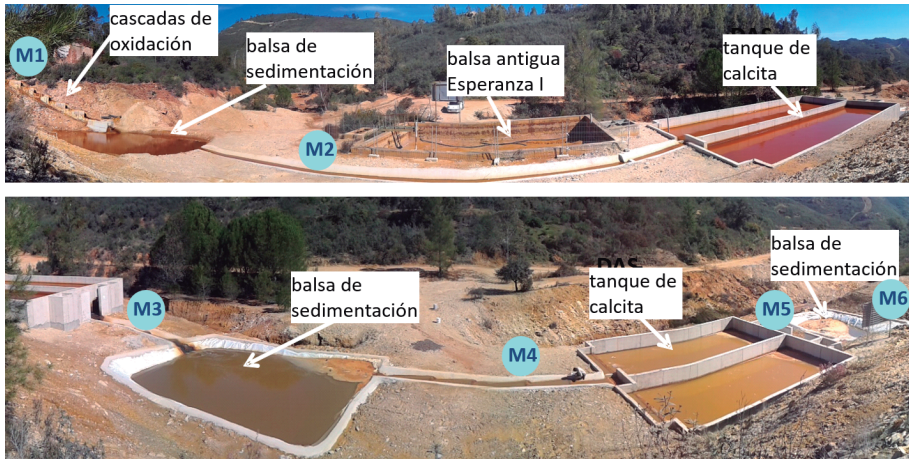 M1
cascadas de
oxidación
balsa de
sedimentación
M2
balsa antigua
Esperanza I
tanque de
calcita
M3
balsa de
sedimentación
M4
DAS
tanque de
calcita
M5
balsa de
sedimentación
M6